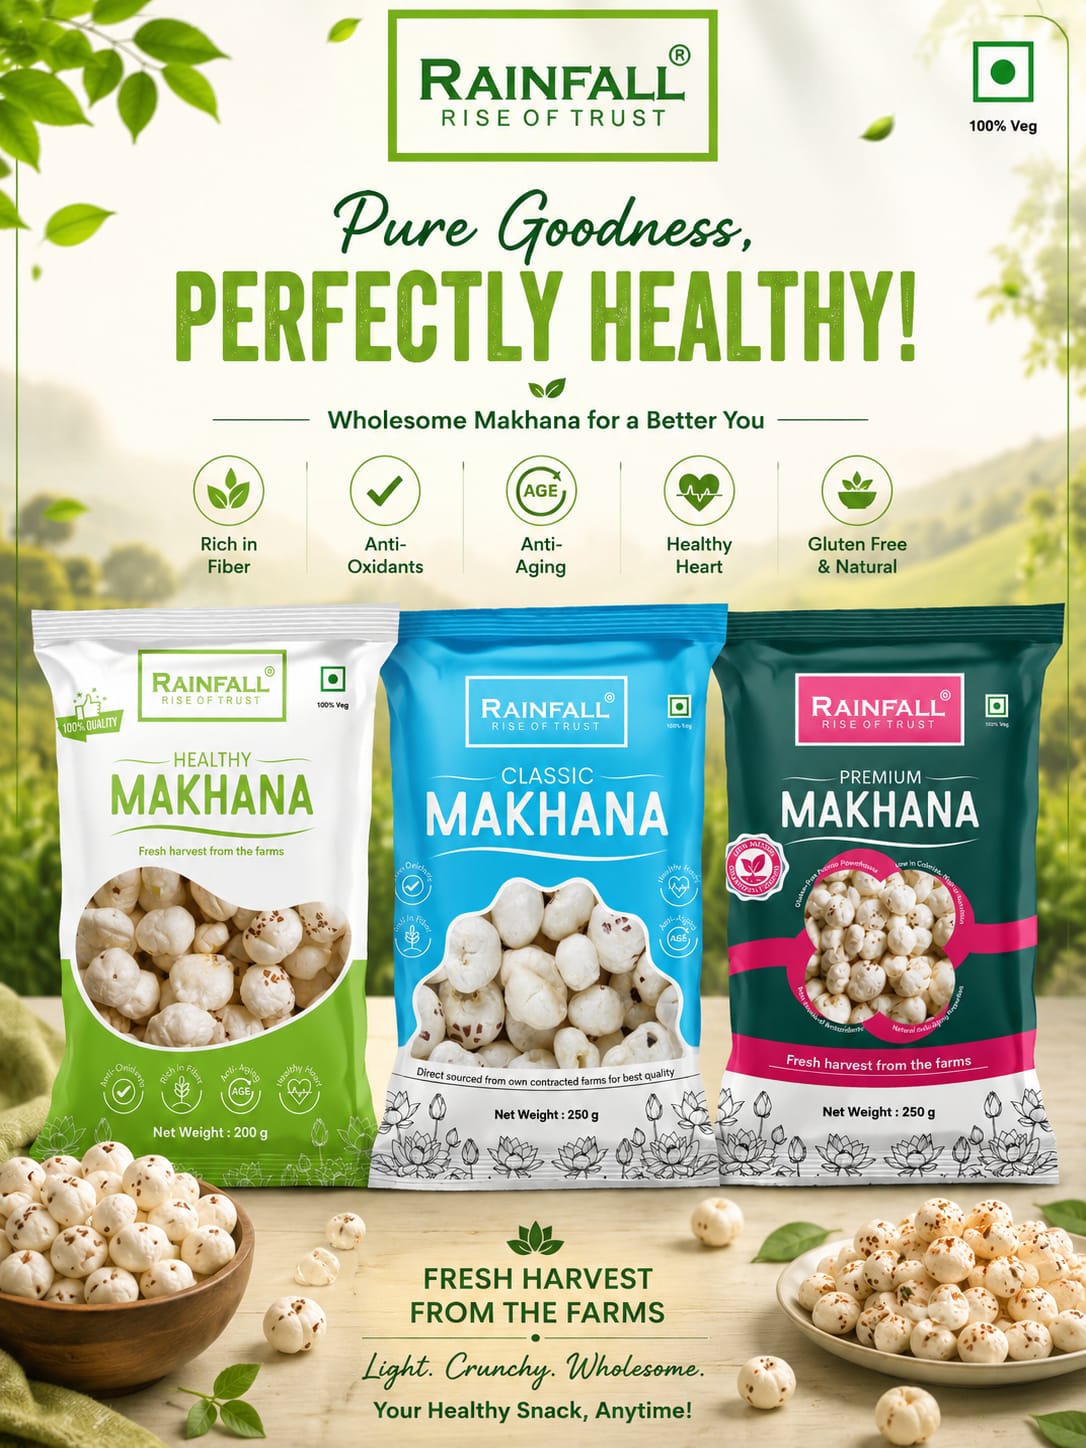 RAINFALL®
RISE OF TRUST
100% Veg
Pure Goodness,
PERFECTLY HEALTHY!
Wholesome Makhana for a Better You
Rich in
Fiber
Anti-
Oxidants
AGE
Anti-
Aging
Healthy
Heart
Gluten Free
& Natural
RAINFALL
RISE OF TRUST
100% Veg
100% QUALITY
HEALTHY
MAKHANA
Fresh harvest from the farms
Anti-Oxidants
Rich in Fiber
Anti-Aging
AGE
Healthy Heart
Net Weight : 200 g
RAINFALL
RISE OF TRUST
100% Veg
CLASSIC
MAKHANA
Healthy Heart
Anti-Aging
AGE
Direct sourced from own contracted farms for best quality
Net Weight : 250 g
RAINFALL
RISE OF TRUST
PREMIUM
MAKHANA
Fresh harvest from the farms
Net Weight : 250 g
FRESH HARVEST
FROM THE FARMS
Light. Crunchy. Wholesome.
Your Healthy Snack, Anytime!